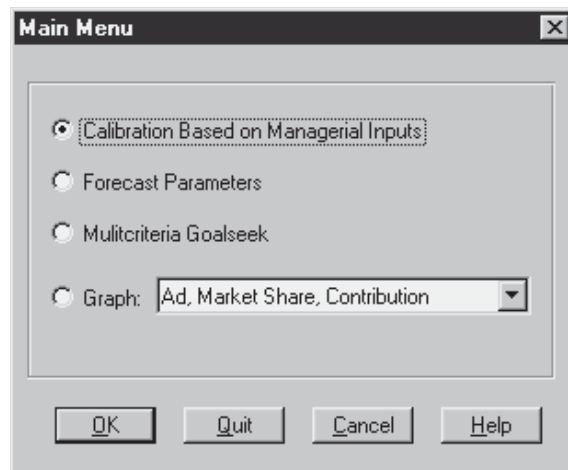 Main Menu
Calibration Based on Managerial Inputs
Forecast Parameters
Mulitcriteria Goalseek
Graph: Ad, Market Share, Contribution
OK Quit Cancel Help